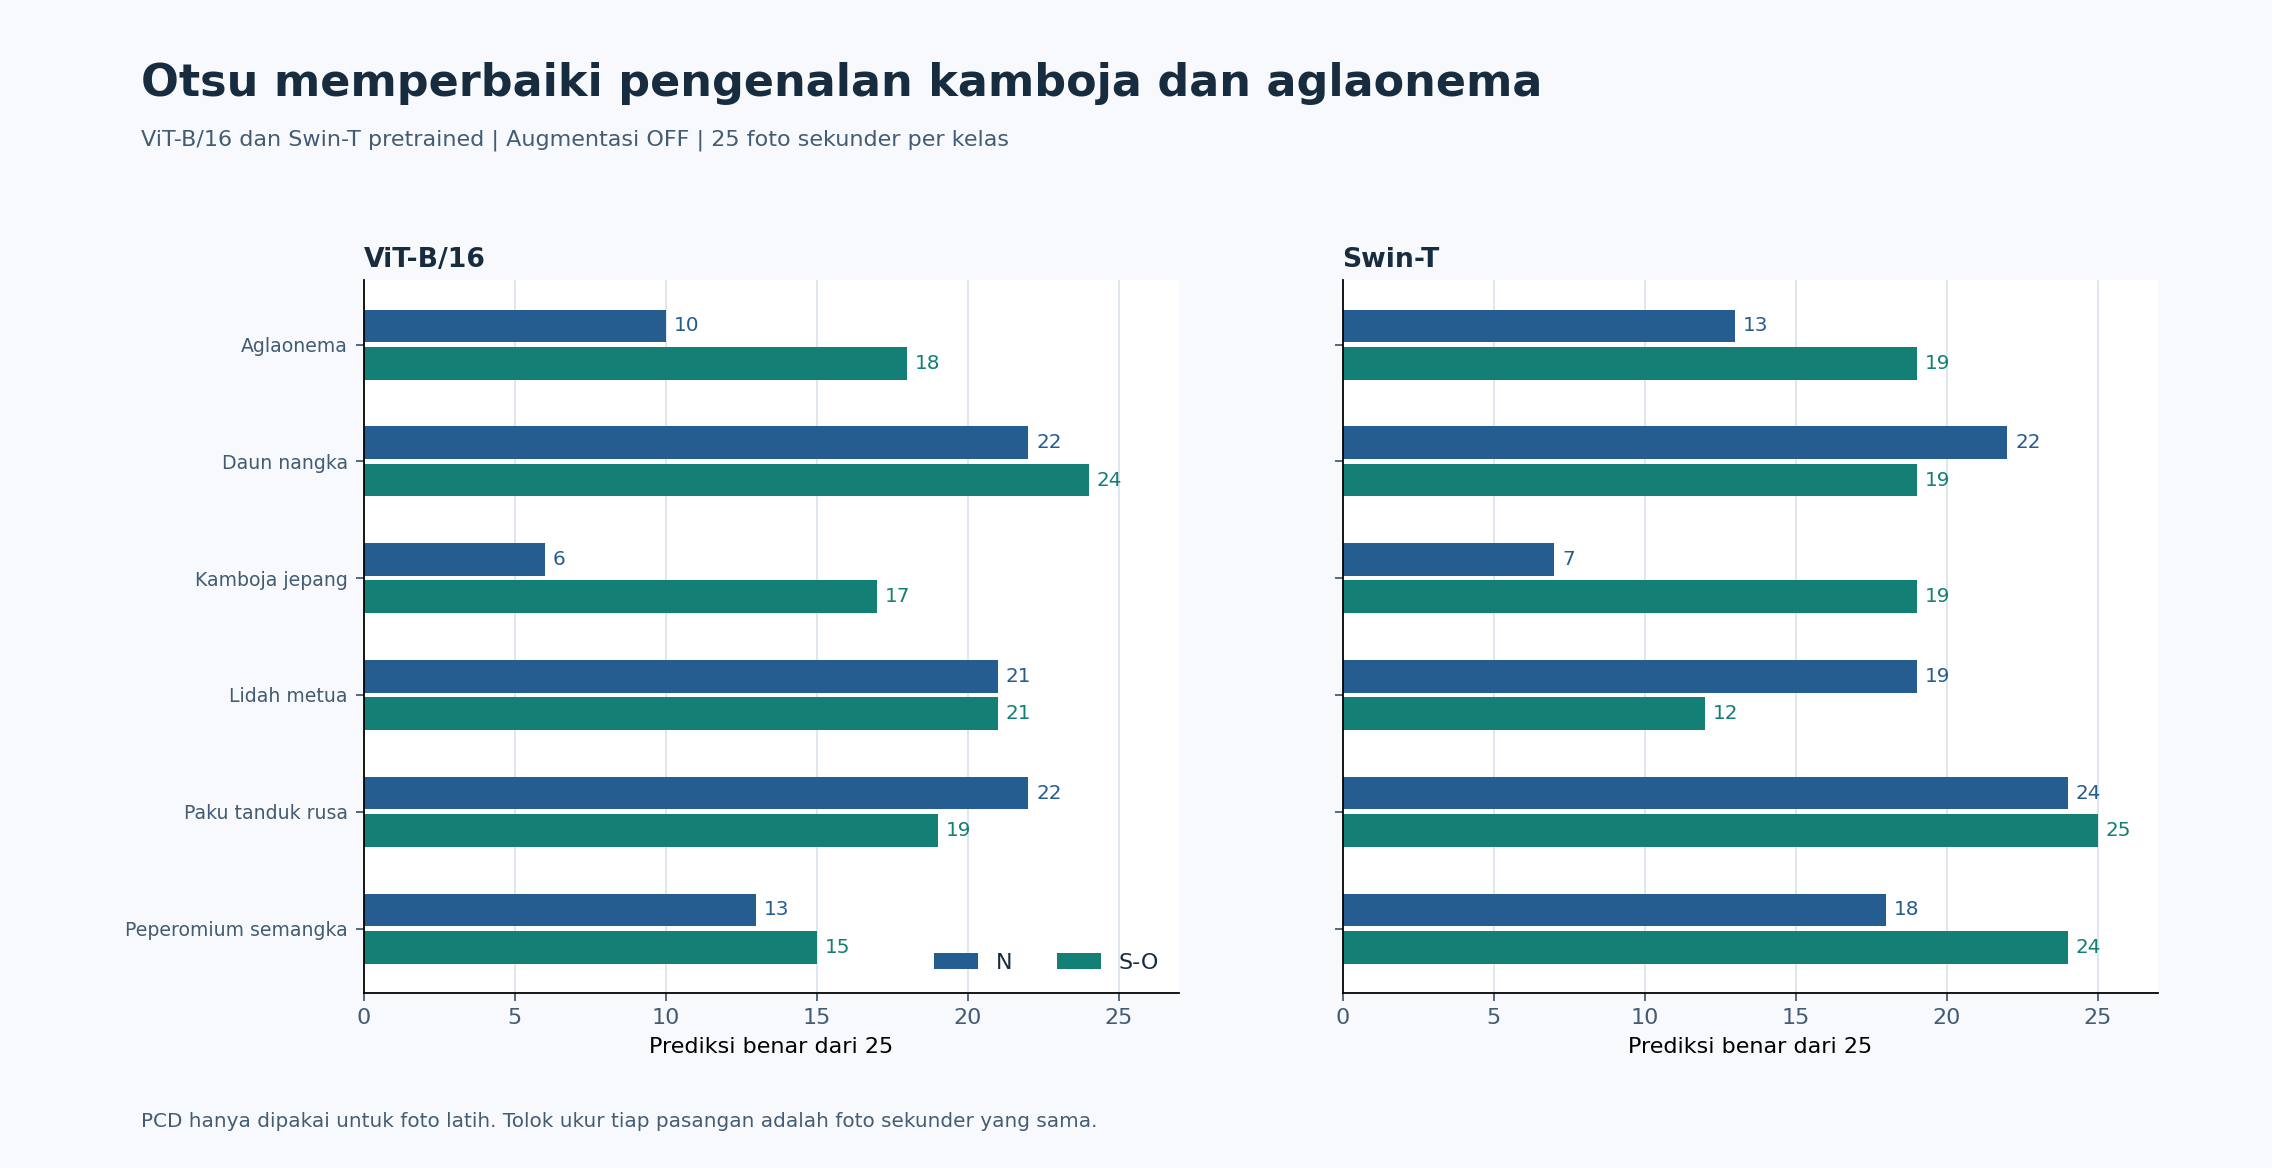 Otsu memperbaiki pengenalan kamboja dan aglaonema
ViT-B/16 dan Swin-T pretrained | Augmentasi OFF | 25 foto sekunder per kelas
ViT-B/16
Aglaonema
10
18
Daun nangka
22
24
Kamboja jepang
6
17
Lidah metua
21
21
Paku tanduk rusa
22
19
Peperomium semangka
13
15
N S-O
0 5 10 15 20 25
Prediksi benar dari 25
Swin-T
13
19
22
19
7
19
19
12
24
25
18
24
0 5 10 15 20 25
Prediksi benar dari 25
PCD hanya dipakai untuk foto latih. Tolok ukur tiap pasangan adalah foto sekunder yang sama.